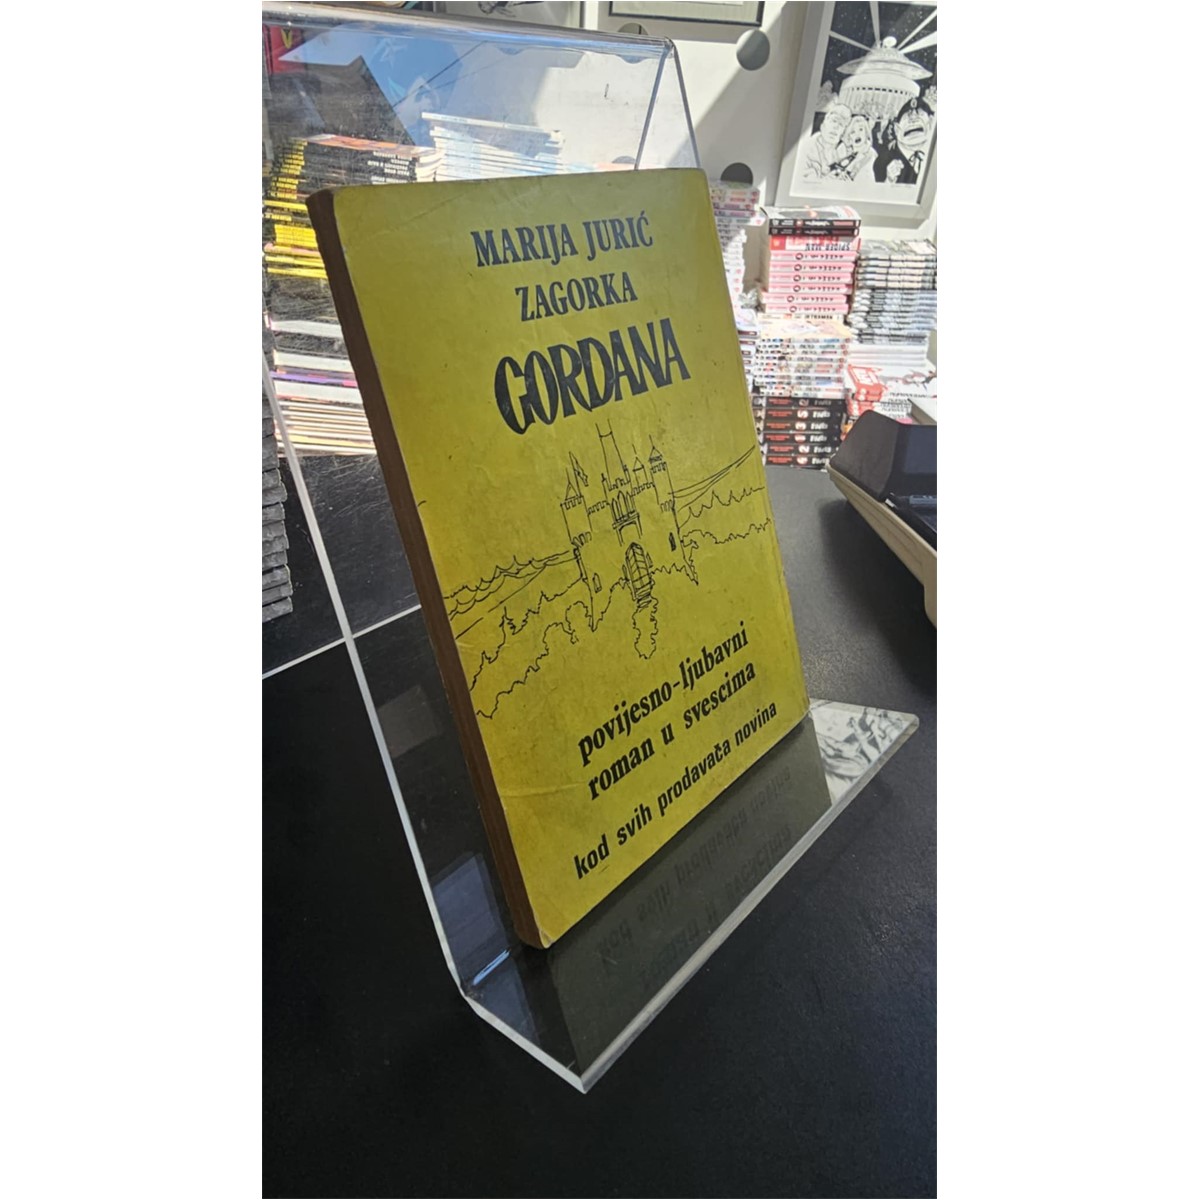 MARIJA JURIĆ
ZAGORKA
GORDANA
povijesno-ljubavni
roman u svescima
kod svih prodavača novina